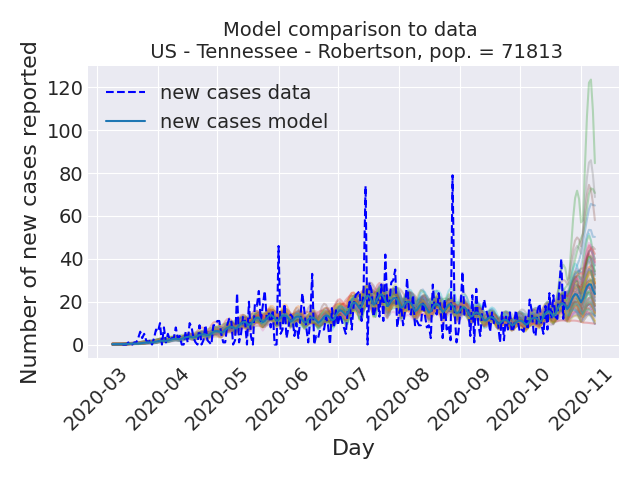 Model comparison to data
US - Tennessee - Robertson, pop. = 71813
Number of new cases reported
120
100
80
60
40
20
0
new cases data
new cases model
2020-03
2020-04
2020-05
2020-06
2020-07
2020-08
2020-09
2020-10
2020-11
Day